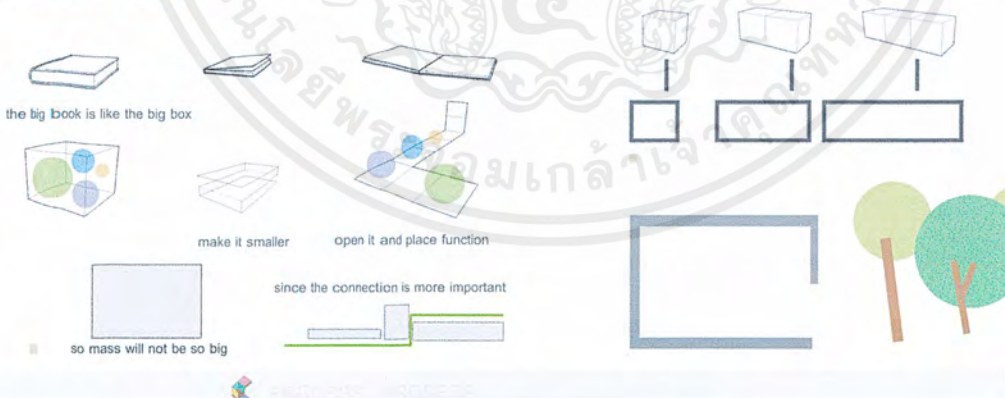 the big book is like the big box
make it smaller
open it and place function
since the connection is more important
so mass will not be so big